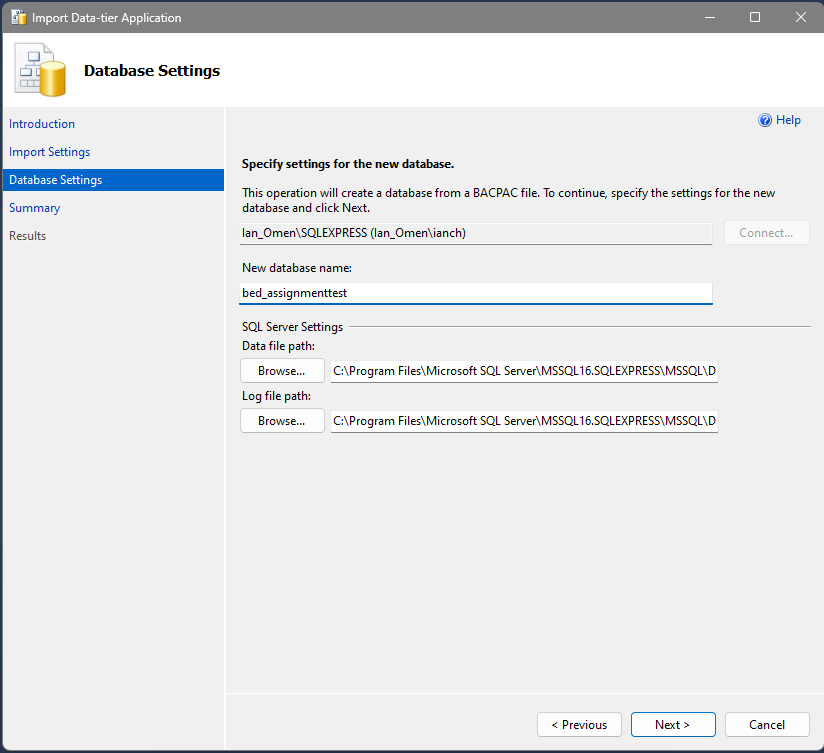 Import Data-tier Application
Database Settings
Introduction
Import Settings
Database Settings
Summary
Results
Help
Specify settings for the new database.
This operation will create a database from a BACPAC file. To continue, specify the settings for the new
database and click Next.
Ian_Omen\SQLEXPRESS (Ian_Omen\ianch)
Connect...
New database name:
bed_assignmenttest
SQL Server Settings
Data file path:
Browse...
C:\Program Files\Microsoft SQL Server\MSSQL16.SQLEXPRESS\MSSQL\D
Log file path:
Browse...
C:\Program Files\Microsoft SQL Server\MSSQL16.SQLEXPRESS\MSSQL\D
< Previous
Next >
Cancel